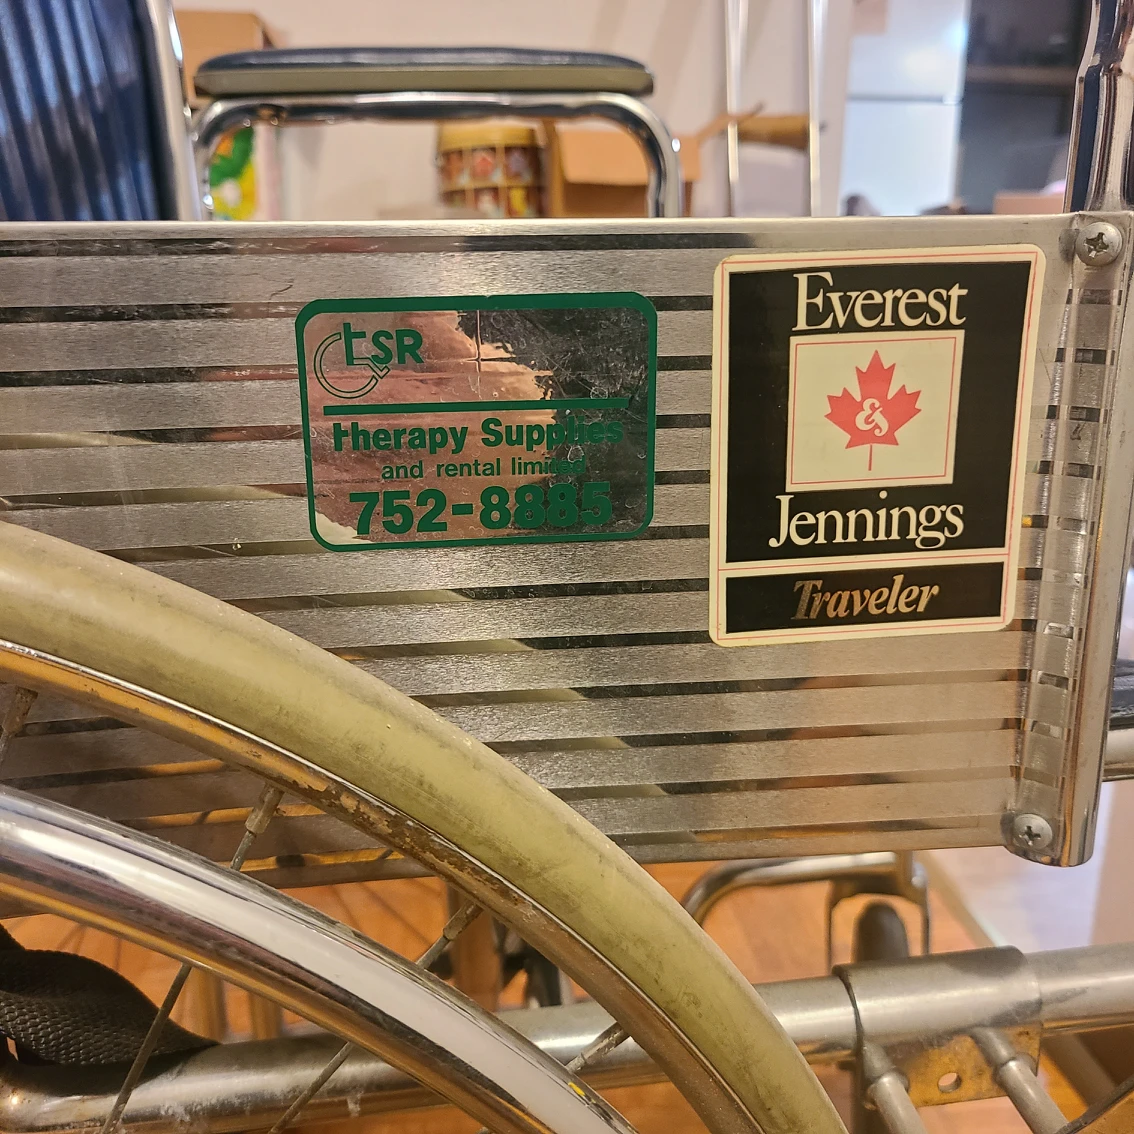 tSR
therapy Supplies
and rental limited
752-8885
Everest
&
Jennings
Traveler